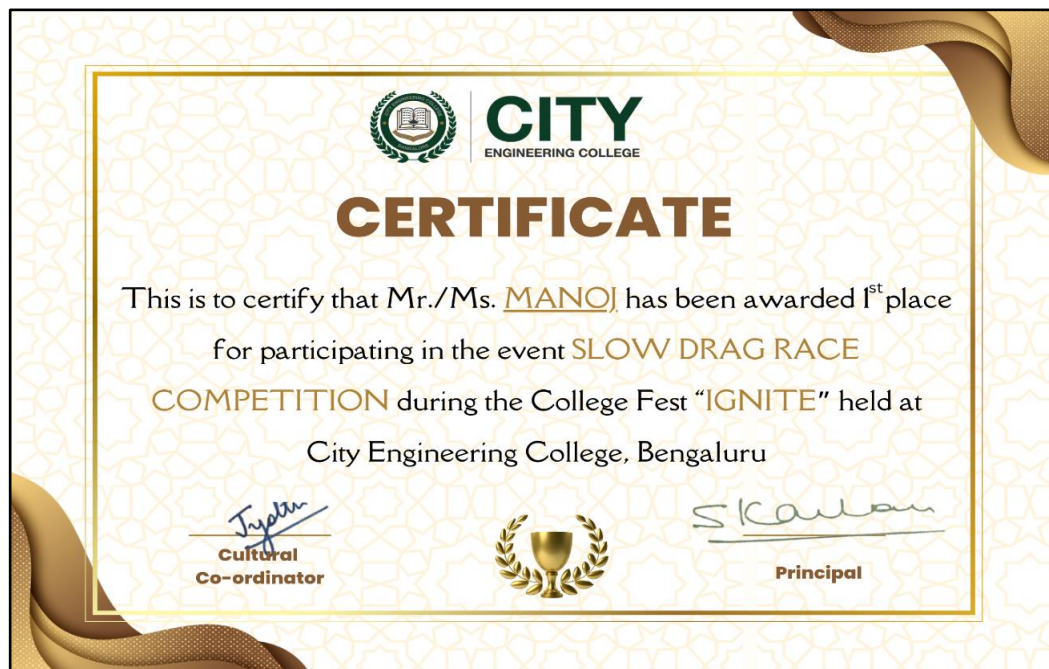 CITY
ENGINEERING COLLEGE
CERTIFICATE
This is to certify that Mr./Ms. MANOJ has been awarded 1st place
for participating in the event SLOW DRAG RACE
COMPETITION during the College Fest “IGNITE” held at
City Engineering College, Bengaluru
Cultural
Co-ordinator
Principal